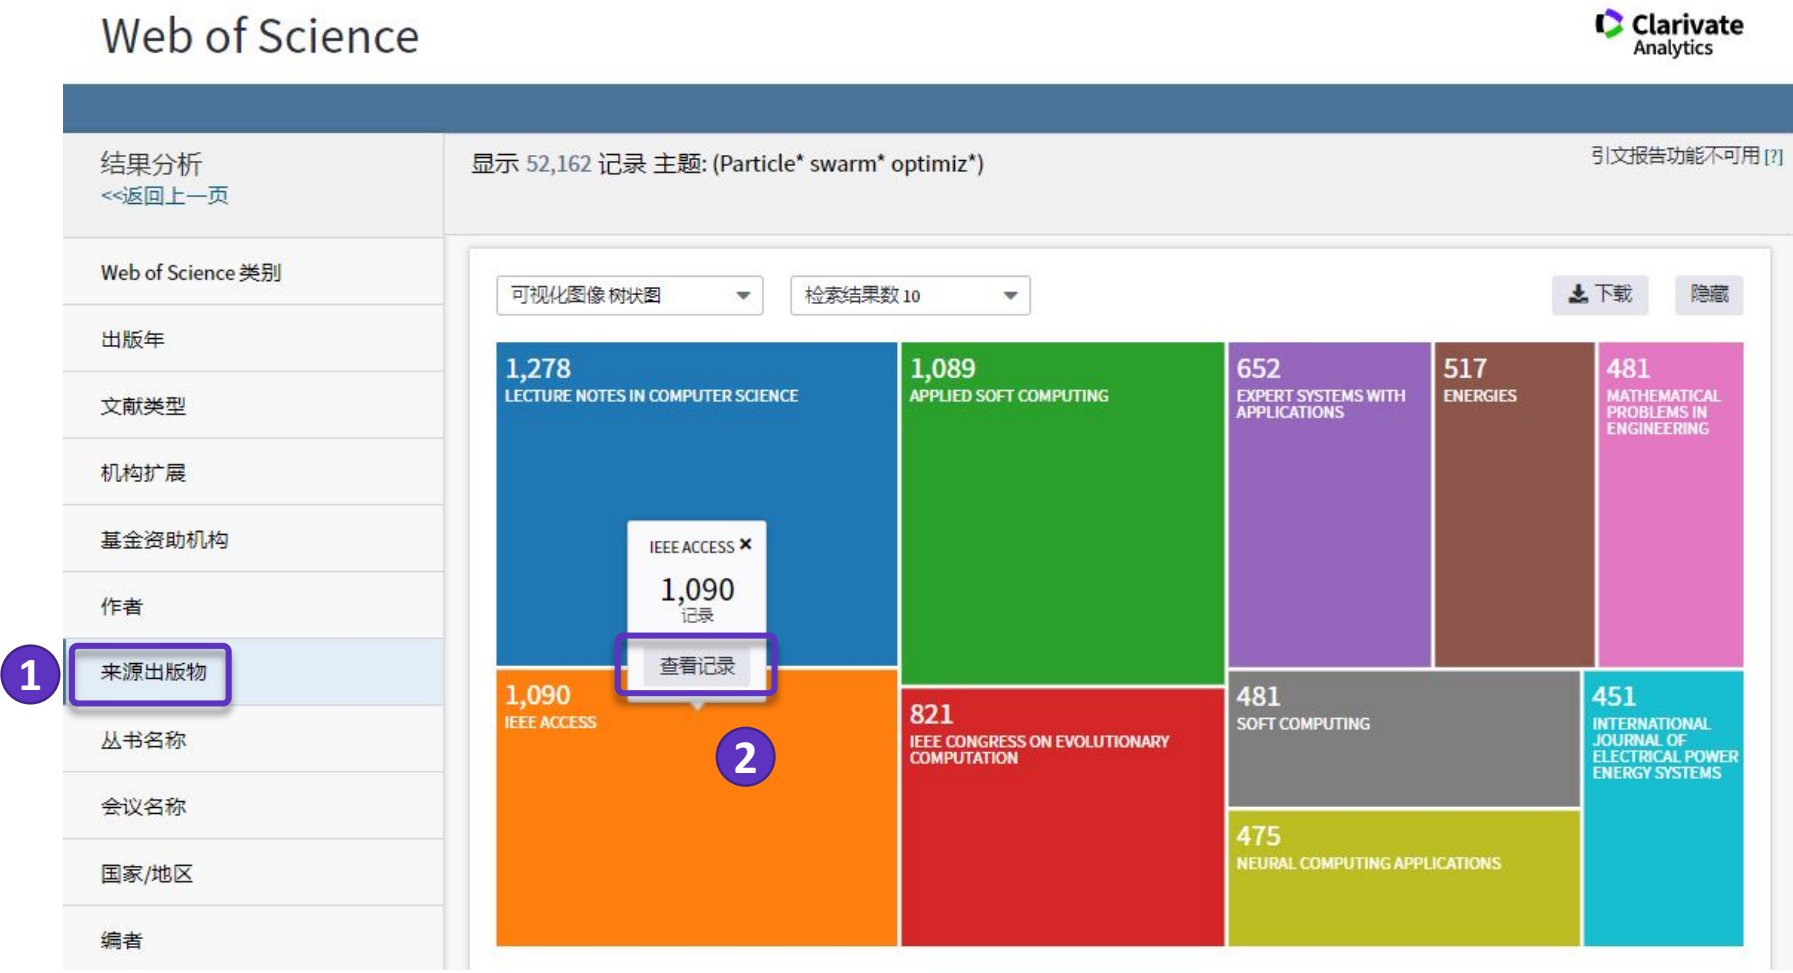 Web of Science
Clarivate
Analytics
结果分析
<<返回上一页
显示 52,162 记录 主题: (Particle* swarm* optimiz*)
引文报告功能不可用 [?]
Web of Science 类别
出版年
文献类型
机构扩展
基金资助机构
作者
1
来源出版物
丛书名称
会议名称
国家/地区
编者
可视化图像 树状图
检索结果数 10
下载
隐藏
1,278
LECTURE NOTES IN COMPUTER SCIENCE
1,089
APPLIED SOFT COMPUTING
652
EXPERT SYSTEMS WITH
APPLICATIONS
517
ENERGIES
481
MATHEMATICAL
PROBLEMS IN
ENGINEERING
IEEE ACCESS ×
1,090
记录
查看记录
1,090
IEEE ACCESS
2
821
IEEE CONGRESS ON EVOLUTIONARY
COMPUTATION
481
SOFT COMPUTING
451
INTERNATIONAL
JOURNAL OF
ELECTRICAL POWER
ENERGY SYSTEMS
475
NEURAL COMPUTING APPLICATIONS